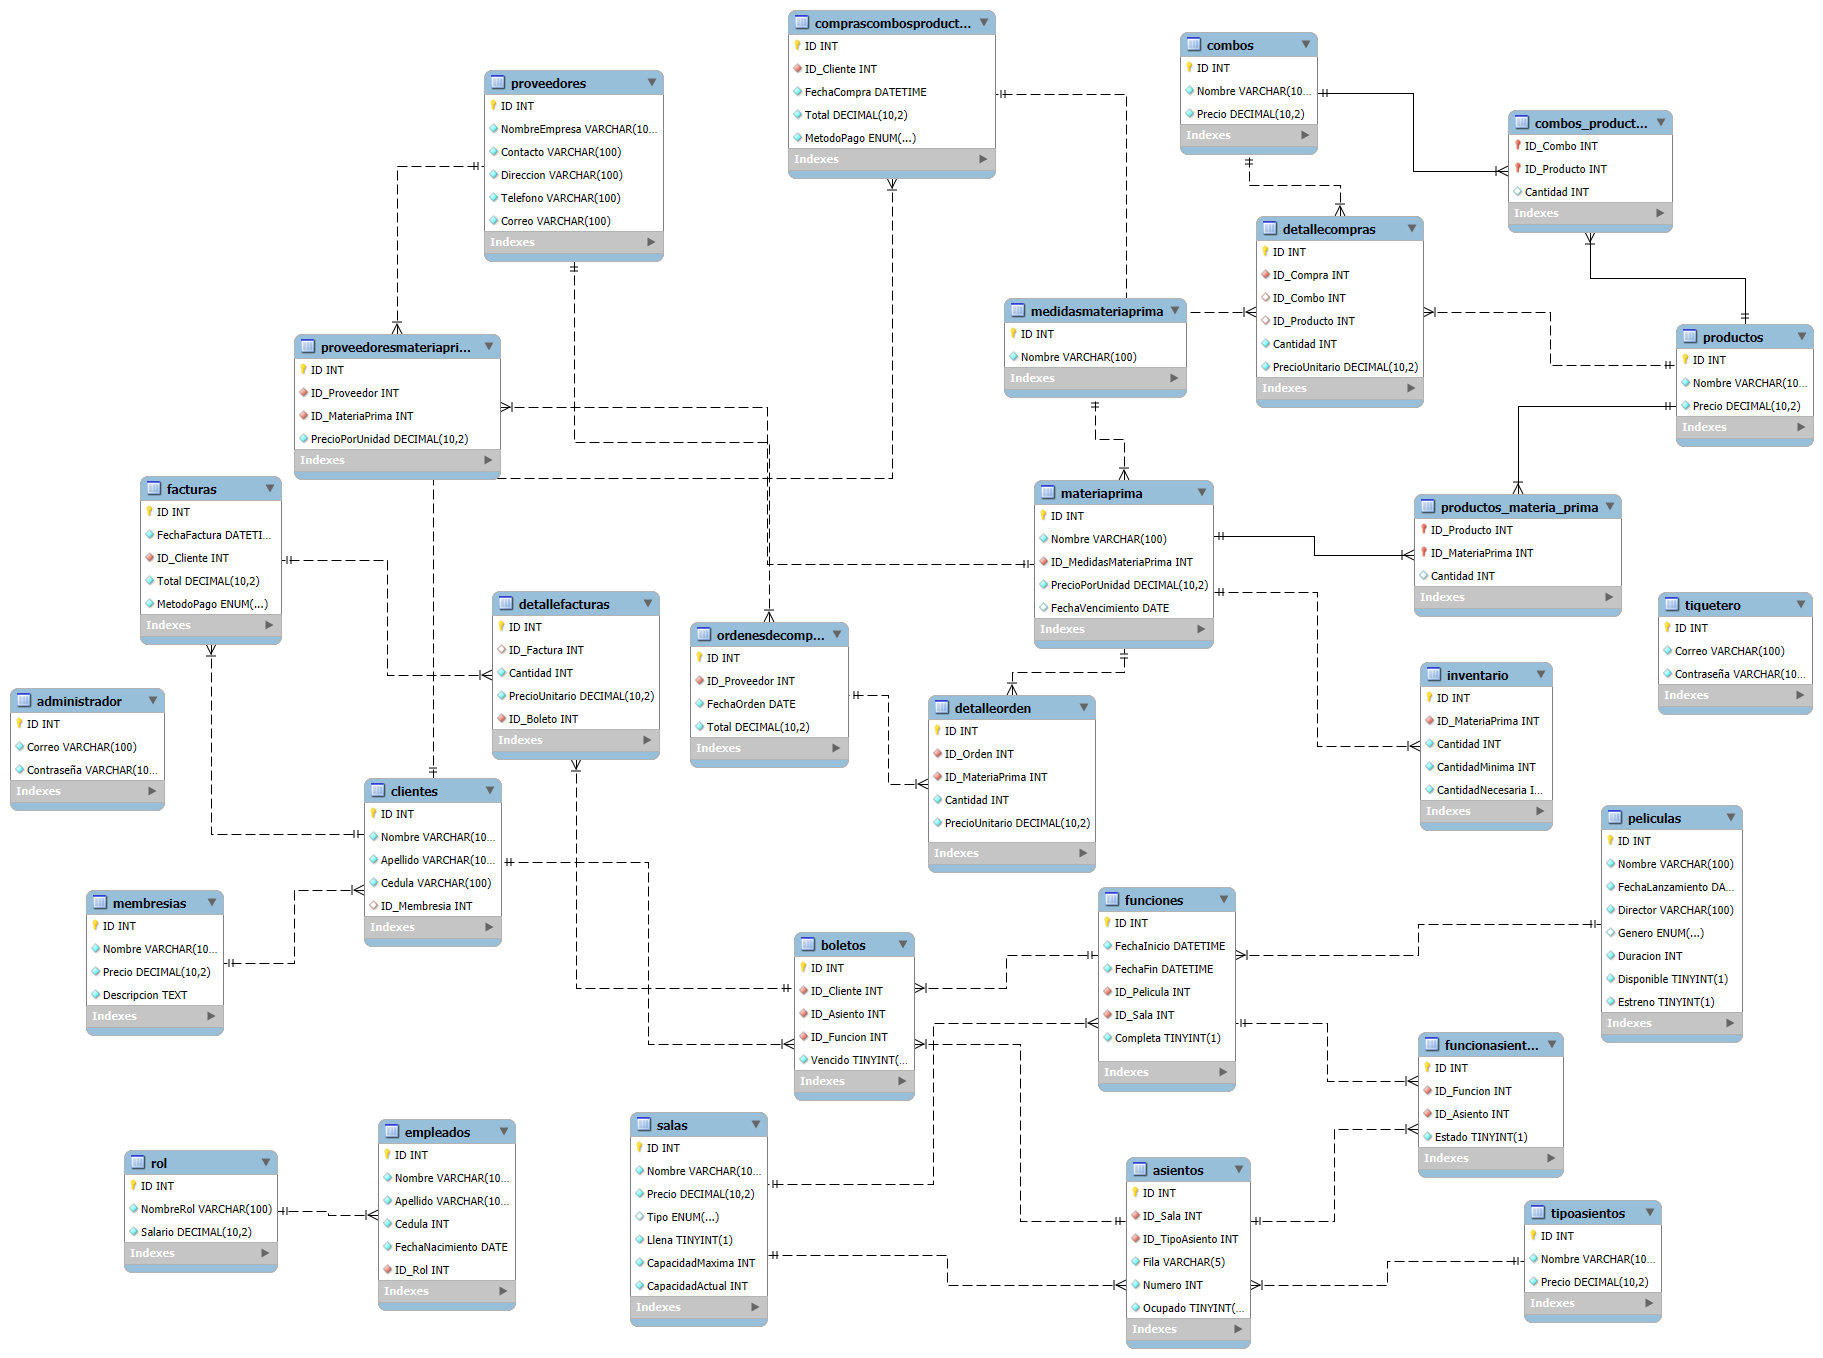 comprascombosproduct...
ID INT
ID_Cliente INT
FechaCompra DATETIME
Total DECIMAL(10,2)
MetodoPago ENUM(...)
Indexes
combos
ID INT
Nombre VARCHAR(10...
Precio DECIMAL(10,2)
Indexes
proveedores
ID INT
NombreEmpresa VARCHAR(10...
Contacto VARCHAR(100)
Direccion VARCHAR(100)
Telefono VARCHAR(100)
Correo VARCHAR(100)
Indexes
combos_product...
ID_Combo INT
ID_Producto INT
Cantidad INT
Indexes
detallecompras
ID INT
ID_Compra INT
ID_Combo INT
ID_Producto INT
Cantidad INT
PrecioUnitario DECIMAL(10,2)
Indexes
medidasmateriaprima
ID INT
Nombre VARCHAR(100)
Indexes
productos
ID INT
Nombre VARCHAR(10...
Precio DECIMAL(10,2)
Indexes
proveedoresmateriapri...
ID INT
ID_Proveedor INT
ID_MateriaPrima INT
PrecioPorUnidad DECIMAL(10,2)
Indexes
facturas
ID INT
FechaFactura DATETI...
ID_Cliente INT
Total DECIMAL(10,2)
MetodoPago ENUM(...)
Indexes
materiaprima
ID INT
Nombre VARCHAR(100)
ID_MedidasMateriaPrima INT
PrecioPorUnidad DECIMAL(10,2)
FechaVencimiento DATE
Indexes
productos_materia_prima
ID_Producto INT
ID_MateriaPrima INT
Cantidad INT
Indexes
detallefacturas
ID INT
ID_Factura INT
Cantidad INT
PrecioUnitario DECIMAL(10,2)
ID_Boleto INT
Indexes
tiquetero
ID INT
Correo VARCHAR(100)
Contraseña VARCHAR(10...
Indexes
ordenesdecomp...
ID INT
ID_Proveedor INT
FechaOrden DATE
Total DECIMAL(10,2)
Indexes
inventario
ID INT
ID_MateriaPrima INT
Cantidad INT
CantidadMinima INT
CantidadNecesaria I...
Indexes
administrador
ID INT
Correo VARCHAR(100)
Contraseña VARCHAR(10...
Indexes
detalleorden
ID INT
ID_Orden INT
ID_MateriaPrima INT
Cantidad INT
PrecioUnitario DECIMAL(10,2)
Indexes
clientes
ID INT
Nombre VARCHAR(10...
Apellido VARCHAR(10...
Cedula VARCHAR(100)
ID_Membresia INT
Indexes
peliculas
ID INT
Nombre VARCHAR(100)
FechaLanzamiento DA...
Director VARCHAR(100)
Genero ENUM(...)
Duracion INT
Disponible TINYINT(1)
Estreno TINYINT(1)
Indexes
membresias
ID INT
Nombre VARCHAR(10...
Precio DECIMAL(10,2)
Descripcion TEXT
Indexes
funciones
ID INT
FechaInicio DATETIME
FechaFin DATETIME
ID_Pelicula INT
ID_Sala INT
Completa TINYINT(1)
Indexes
boletos
ID INT
ID_Cliente INT
ID_Asiento INT
ID_Funcion INT
Vencido TINYINT(...
Indexes
funcionasient...
ID INT
ID_Funcion INT
ID_Asiento INT
Estado TINYINT(1)
Indexes
salas
ID INT
Nombre VARCHAR(10...
Precio DECIMAL(10,2)
Tipo ENUM(...)
Llena TINYINT(1)
CapacidadMaxima INT
CapacidadActual INT
Indexes
empleados
ID INT
Nombre VARCHAR(10...
Apellido VARCHAR(10...
Cedula INT
FechaNacimiento DATE
ID_Rol INT
Indexes
rol
ID INT
NombreRol VARCHAR(100)
Salario DECIMAL(10,2)
Indexes
asientos
ID INT
ID_Sala INT
ID_TipoAsiento INT
Fila VARCHAR(5)
Numero INT
Ocupado TINYINT(...
Indexes
tipoasientos
ID INT
Nombre VARCHAR(10...
Precio DECIMAL(10,2)
Indexes